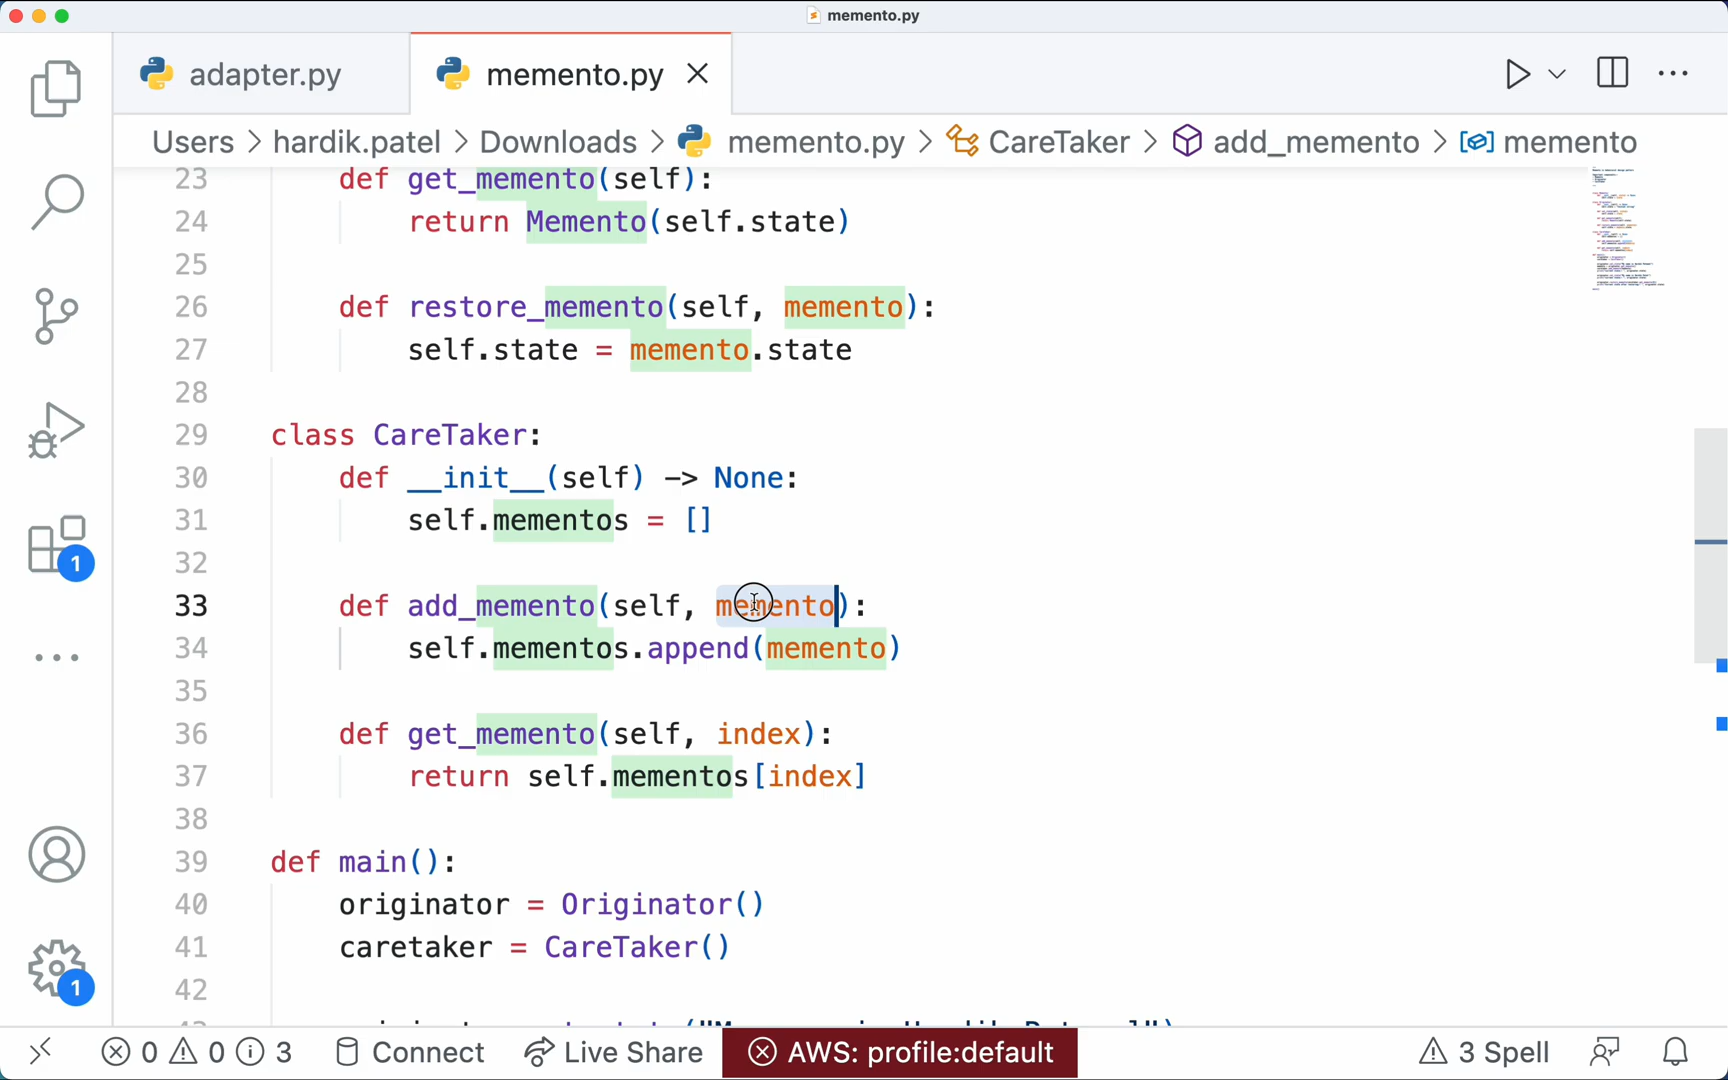 memento.py
adapter.py
memento.py
Users > hardik.patel > Downloads > memento.py > CareTaker > add_memento > memento
23 def get_memento(self):
24 return Memento(self.state)
25
26 def restore_memento(self, memento):
27 self.state = memento.state
28
29 class CareTaker:
30 def __init__(self) -> None:
31 self.mementos = []
32
33 def add_memento(self, memento):
34 self.mementos.append(memento)
35
36 def get_memento(self, index):
37 return self.mementos[index]
38
39 def main():
40 originator = Originator()
41 caretaker = CareTaker()
42
1
1
0 0 3 Connect Live Share AWS: profile:default 3 Spell